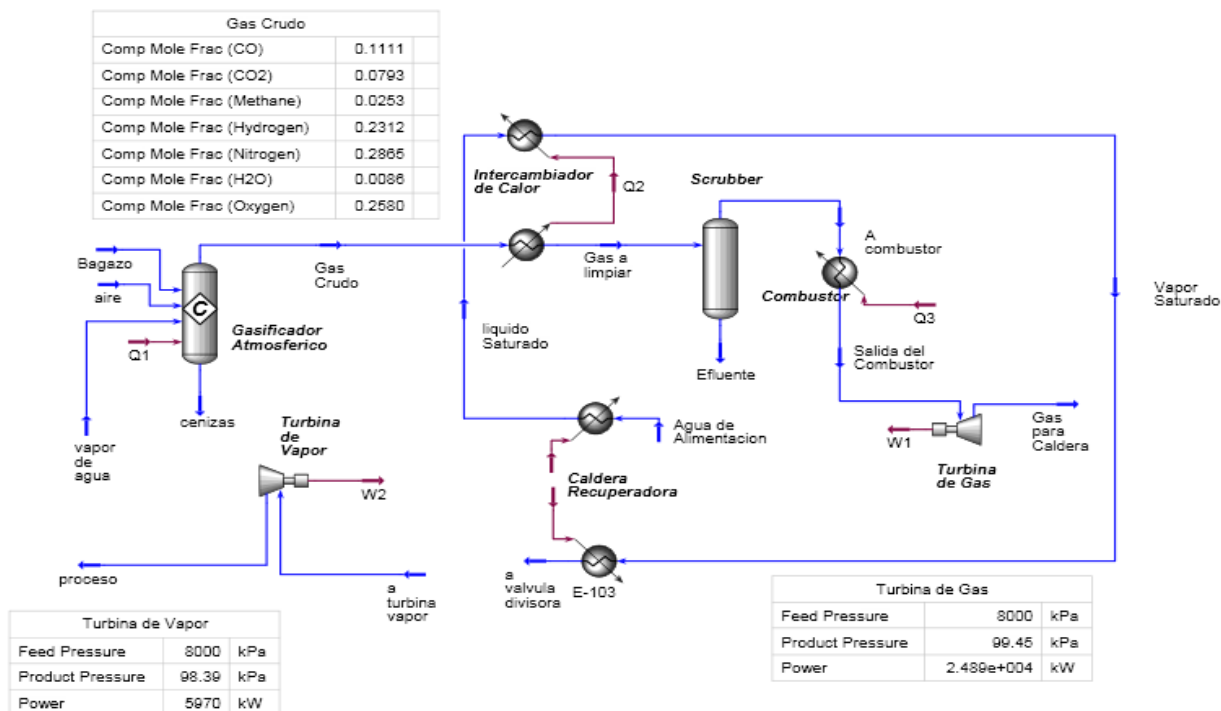 Gas Crudo
Comp Mole Frac (CO) 0.1111
Comp Mole Frac (CO2) 0.0793
Comp Mole Frac (Methane) 0.0253
Comp Mole Frac (Hydrogen) 0.2312
Comp Mole Frac (Nitrogen) 0.2865
Comp Mole Frac (H2O) 0.0086
Comp Mole Frac (Oxygen) 0.2580
Intercambiador
de Calor
Q2
Scrubber
Bagazo
aire
Q1
vapor
de
agua
C
Gasificador
Atmosferico
cenizas
Gas
Crudo
Gas a
limpiar
A
combustor
Combustor
Q3
Salida del
Combustor
Efluente
Vapor
Saturado
liquido
Saturado
Agua de
Alimentacion
Caldera
Recuperadora
W1
Turbina
de Gas
Gas
para
Caldera
Turbina
de
Vapor
W2
proceso
a
turbina
vapor
a
valvula
divisora
E-103
Turbina de Vapor
Feed Pressure 8000 kPa
Product Pressure 98.39 kPa
Power 5970 kW
Turbina de Gas
Feed Pressure 8000 kPa
Product Pressure 99.45 kPa
Power 2.489e+004 kW